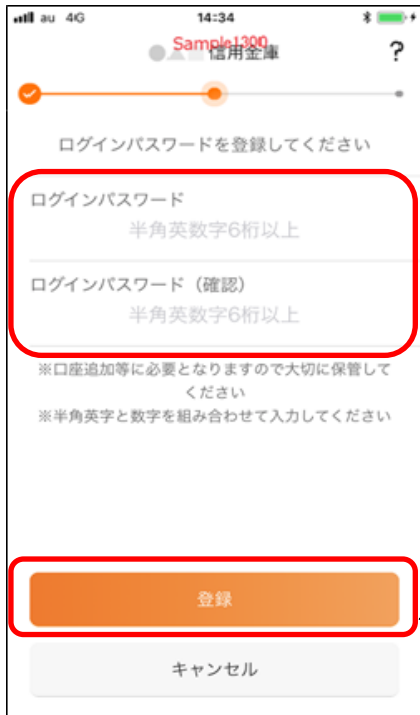 au 4G 14:34
Sample1300
●▲■信用金庫 ?
ログインパスワードを登録してください
ログインパスワード
半角英数字6桁以上
ログインパスワード（確認）
半角英数字6桁以上
※口座追加等に必要となりますので大切に保管して
ください
※半角英字と数字を組み合わせて入力してください
登録
キャンセル